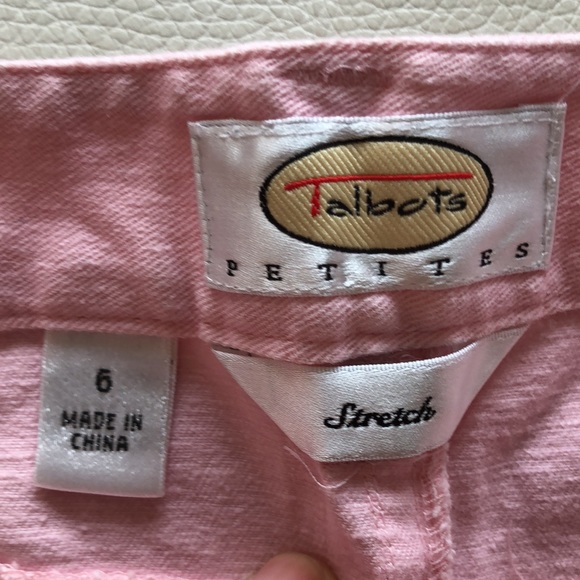 Talbots
PETITES
6
MADE IN
CHINA
Stretch